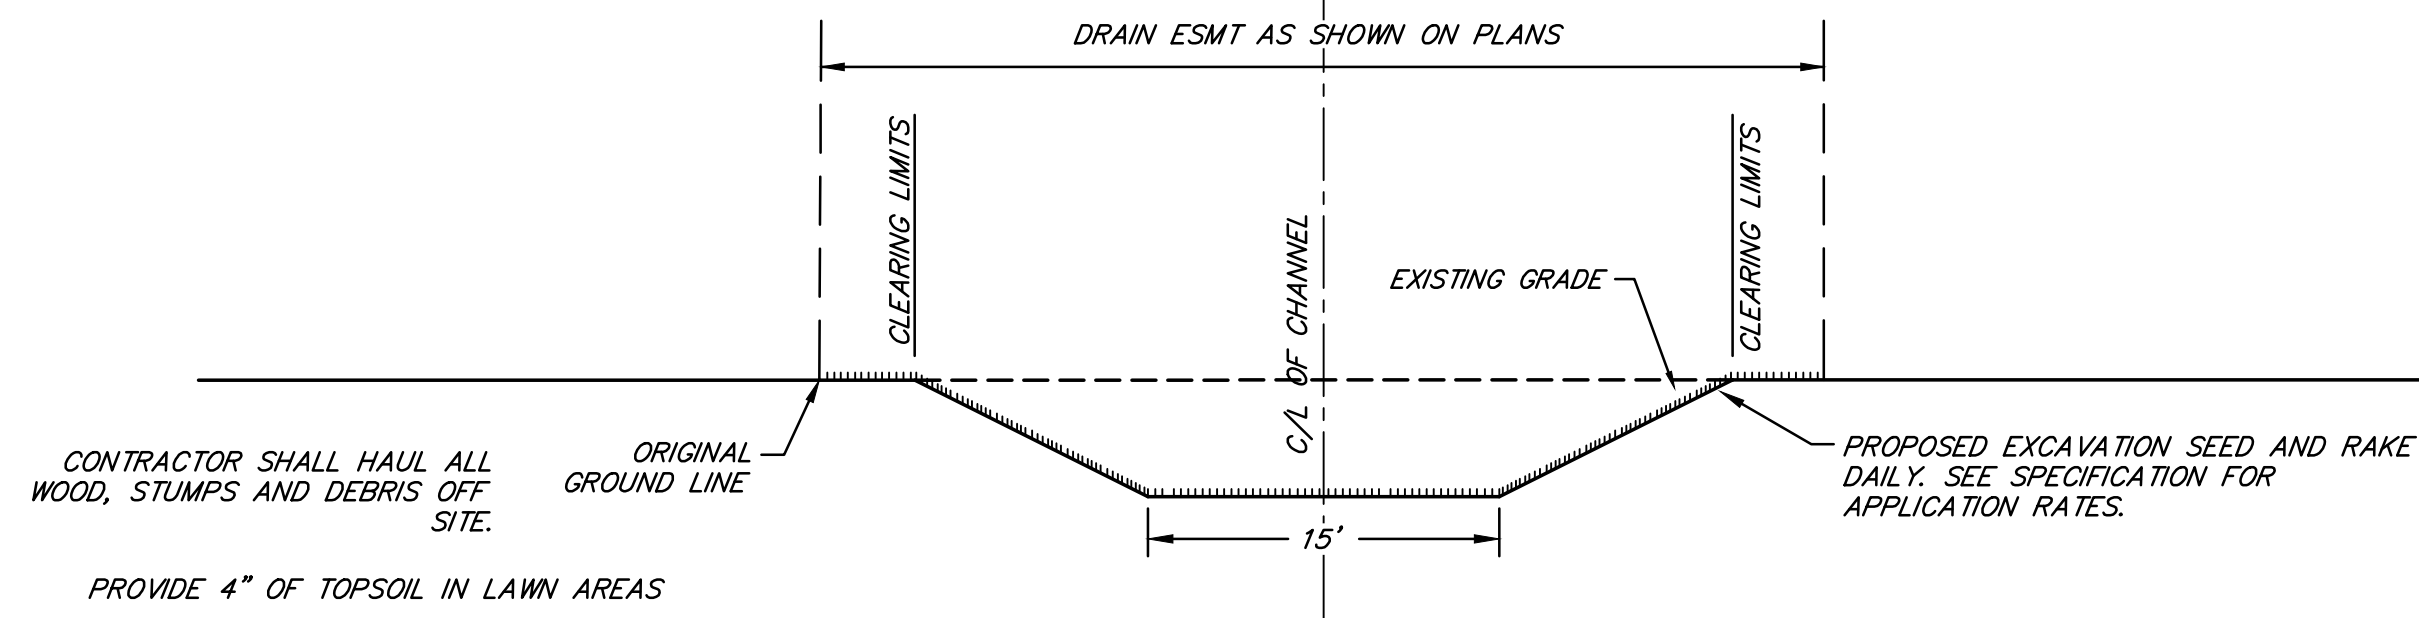 DRAIN ESMT AS SHOWN ON PLANS
CLEARING LIMITS
C/L OF CHANNEL
CLEARING LIMITS
EXISTING GRADE
ORIGINAL
GROUND LINE
CONTRACTOR SHALL HAUL ALL
WOOD, STUMPS AND DEBRIS OFF
SITE.
PROPOSED EXCAVATION SEED AND RAKE
DAILY. SEE SPECIFICATION FOR
APPLICATION RATES.
15'
PROVIDE 4" OF TOPSOIL IN LAWN AREAS